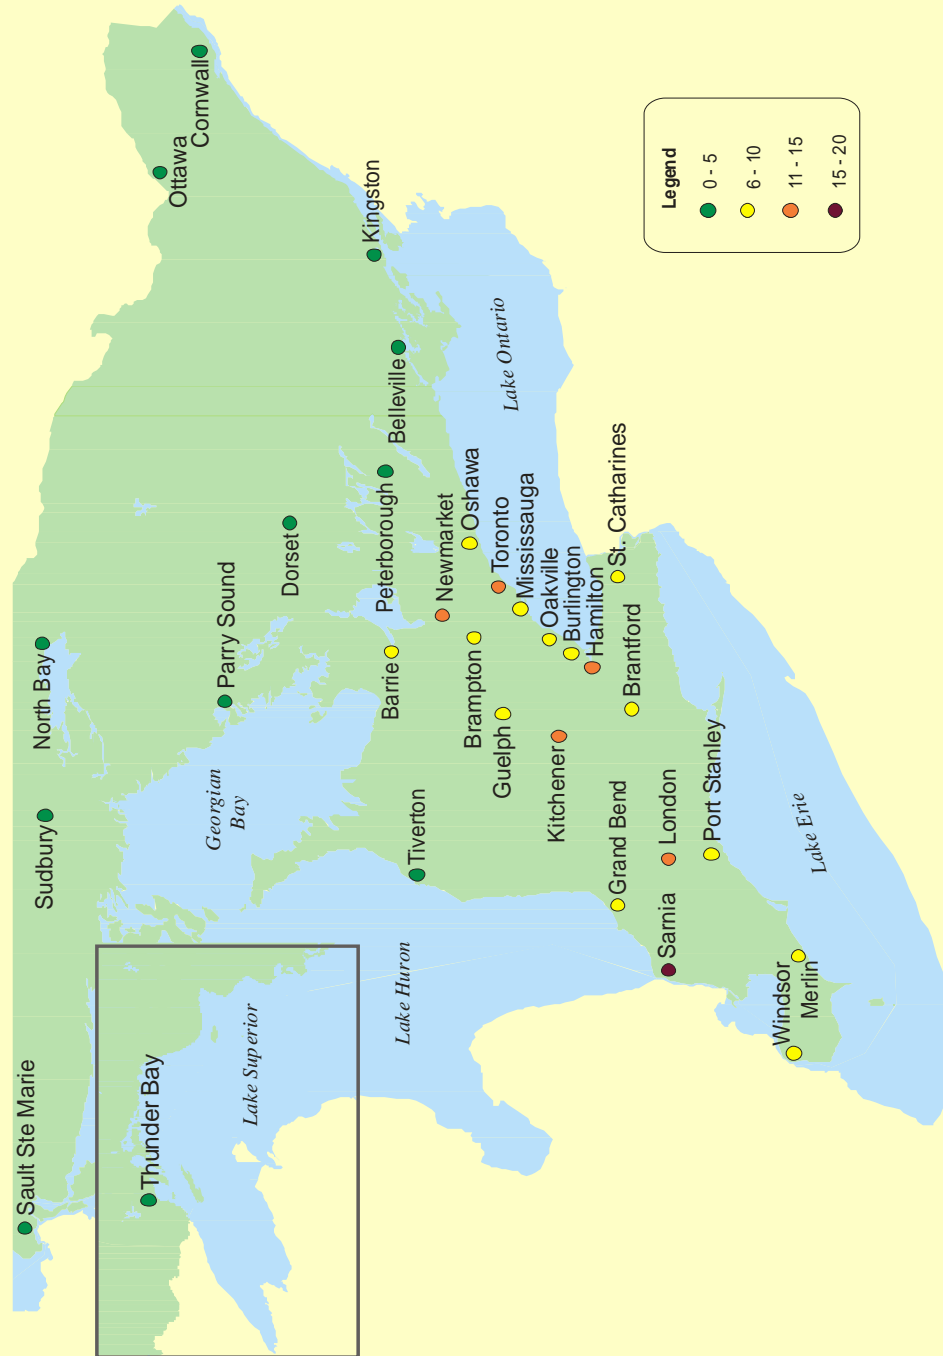 Sault Ste Marie
Sudbury
North Bay
Thunder Bay
Ottawa
Cornwall
Parry Sound
Georgian
Bay
Lake Superior
Dorset
Kingston
Barrie
Peterborough
Belleville
Lake Huron
Tiverton
Newmarket
Brampton
Oshawa
Guelph
Toronto
Lake Ontario
Mississauga
Oakville
Kitchener
Burlington
Hamilton
Grand Bend
Brantford
St. Catharines
Sarnia
London
Port Stanley
Windsor
Merlin
Lake Erie
Legend
0 - 5
6 - 10
11 - 15
15 - 20